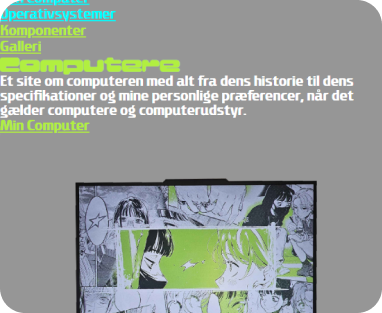 Operativsystemer
Komponenter
Galleri
Computere
Et site om computeren med alt fra dens historie til dens
specifikationer og mine personlige præferencer, når det
gælder computere og computerudstyr.
Min Computer